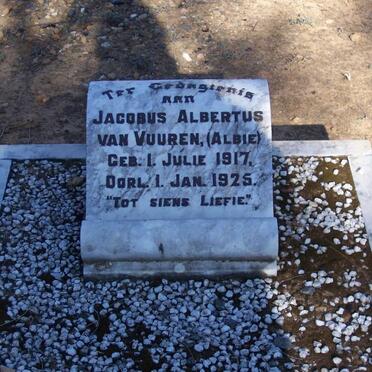 Ter Gedagtenis
aan
Jacobus Albertus
van Vuuren, (Albie)
Geb. 1. Julie 1917.
Oorl. 1. Jan. 1925.
"Tot siens Liefie."